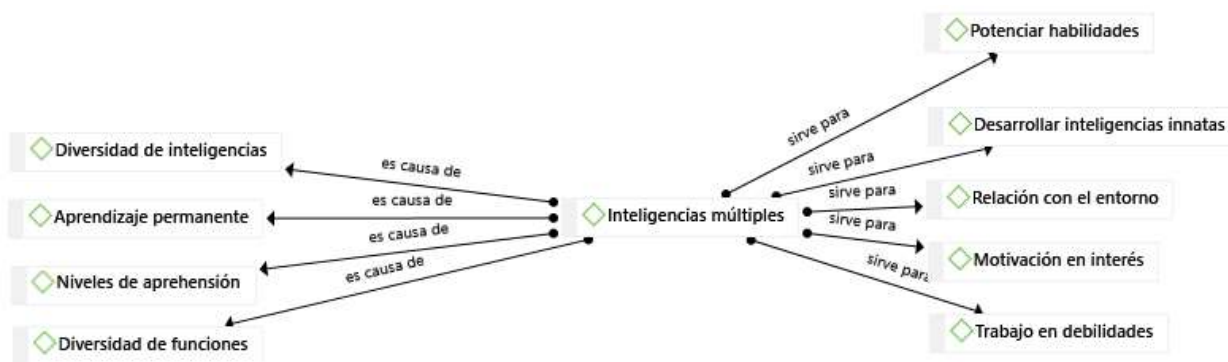 Potenciar habilidades
sirve para
Desarrollar inteligencias innatas
sirve para
Diversidad de inteligencias
es causa de
sirve para
Relación con el entorno
es causa de
Aprendizaje permanente
Inteligencias múltiples
sirve para
es causa de
Motivación en interés
es causa de
sirve para
Niveles de aprehensión
Trabajo en debilidades
Diversidad de funciones